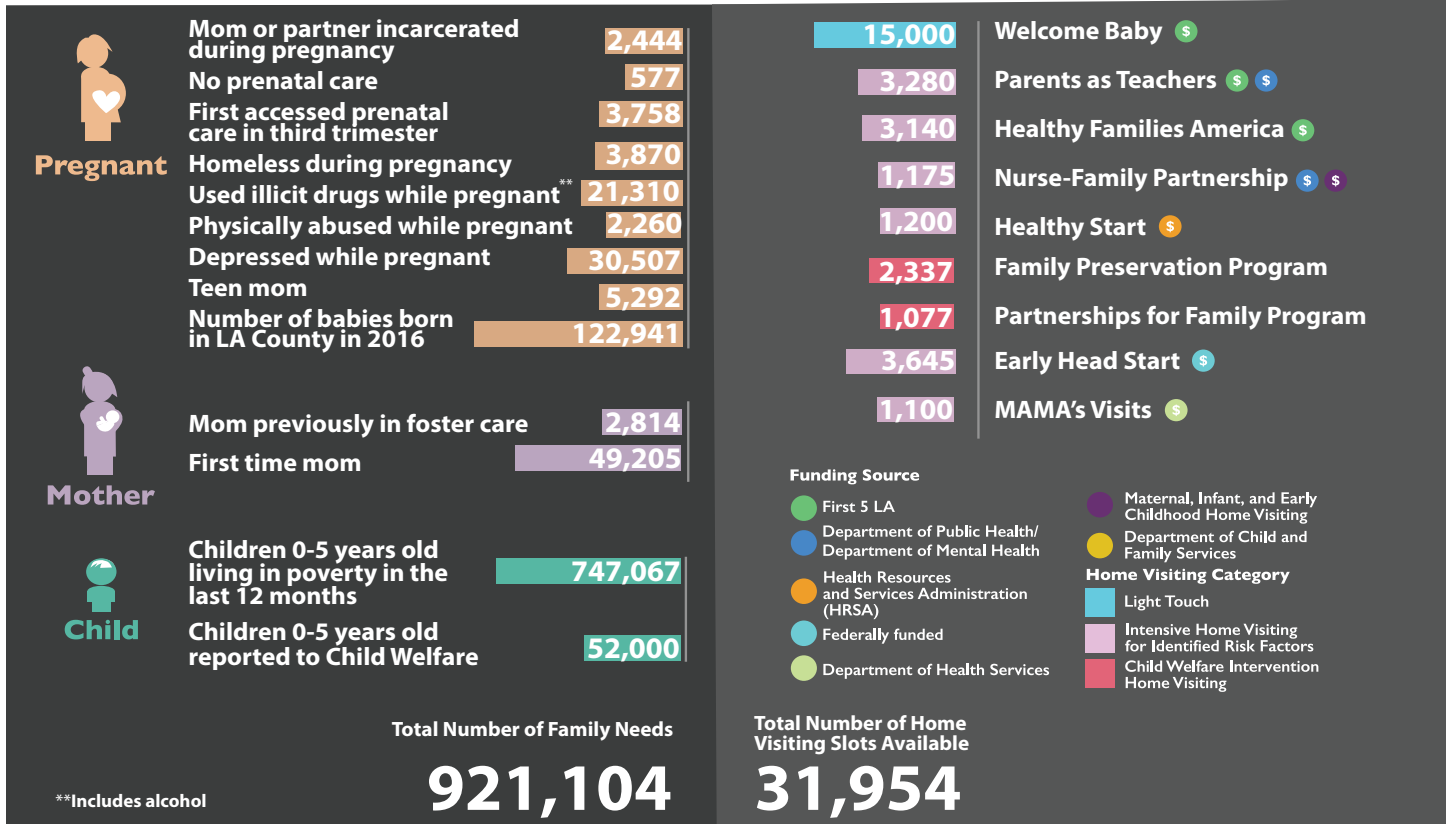 Pregnant
Mom or partner incarcerated
during pregnancy
2,444
No prenatal care
577
First accessed prenatal
care in third trimester
3,758
Homeless during pregnancy
3,870
Used illicit drugs while pregnant**
21,310
Physically abused while pregnant
2,260
Depressed while pregnant
30,507
Teen mom
5,292
Number of babies born
in LA County in 2016
122,941
Mother
Mom previously in foster care
2,814
First time mom
49,205
Child
Children 0-5 years old
living in poverty in the
last 12 months
747,067
Children 0-5 years old
reported to Child Welfare
52,000
Total Number of Family Needs
921,104
**Includes alcohol
15,000
Welcome Baby $
3,280
Parents as Teachers $ $
3,140
Healthy Families America $
1,175
Nurse-Family Partnership $ $
1,200
Healthy Start $
2,337
Family Preservation Program
1,077
Partnerships for Family Program
3,645
Early Head Start $
1,100
MAMA's Visits $
Funding Source
First 5 LA
Department of Public Health/
Department of Mental Health
Health Resources
and Services Administration
(HRSA)
Federally funded
Department of Health Services
Maternal, Infant, and Early
Childhood Home Visiting
Department of Child and
Family Services
Home Visiting Category
Light Touch
Intensive Home Visiting
for Identified Risk Factors
Child Welfare Intervention
Home Visiting
Total Number of Home
Visiting Slots Available
31,954